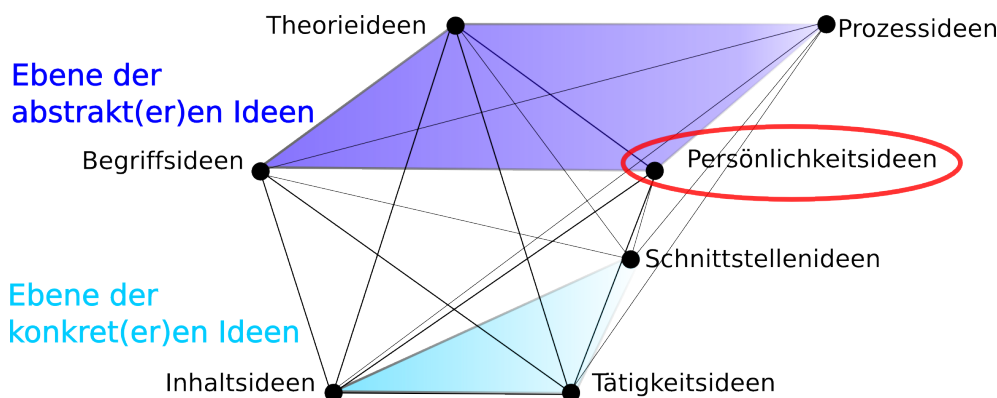 Theorieideen
Prozessideen
Ebene der
abstrakt(er)en Ideen
Begriffsideen
Persönlichkeitsideen
Schnittstellenideen
Ebene der
konkret(er)en Ideen
Inhaltsideen
Tätigkeitsideen